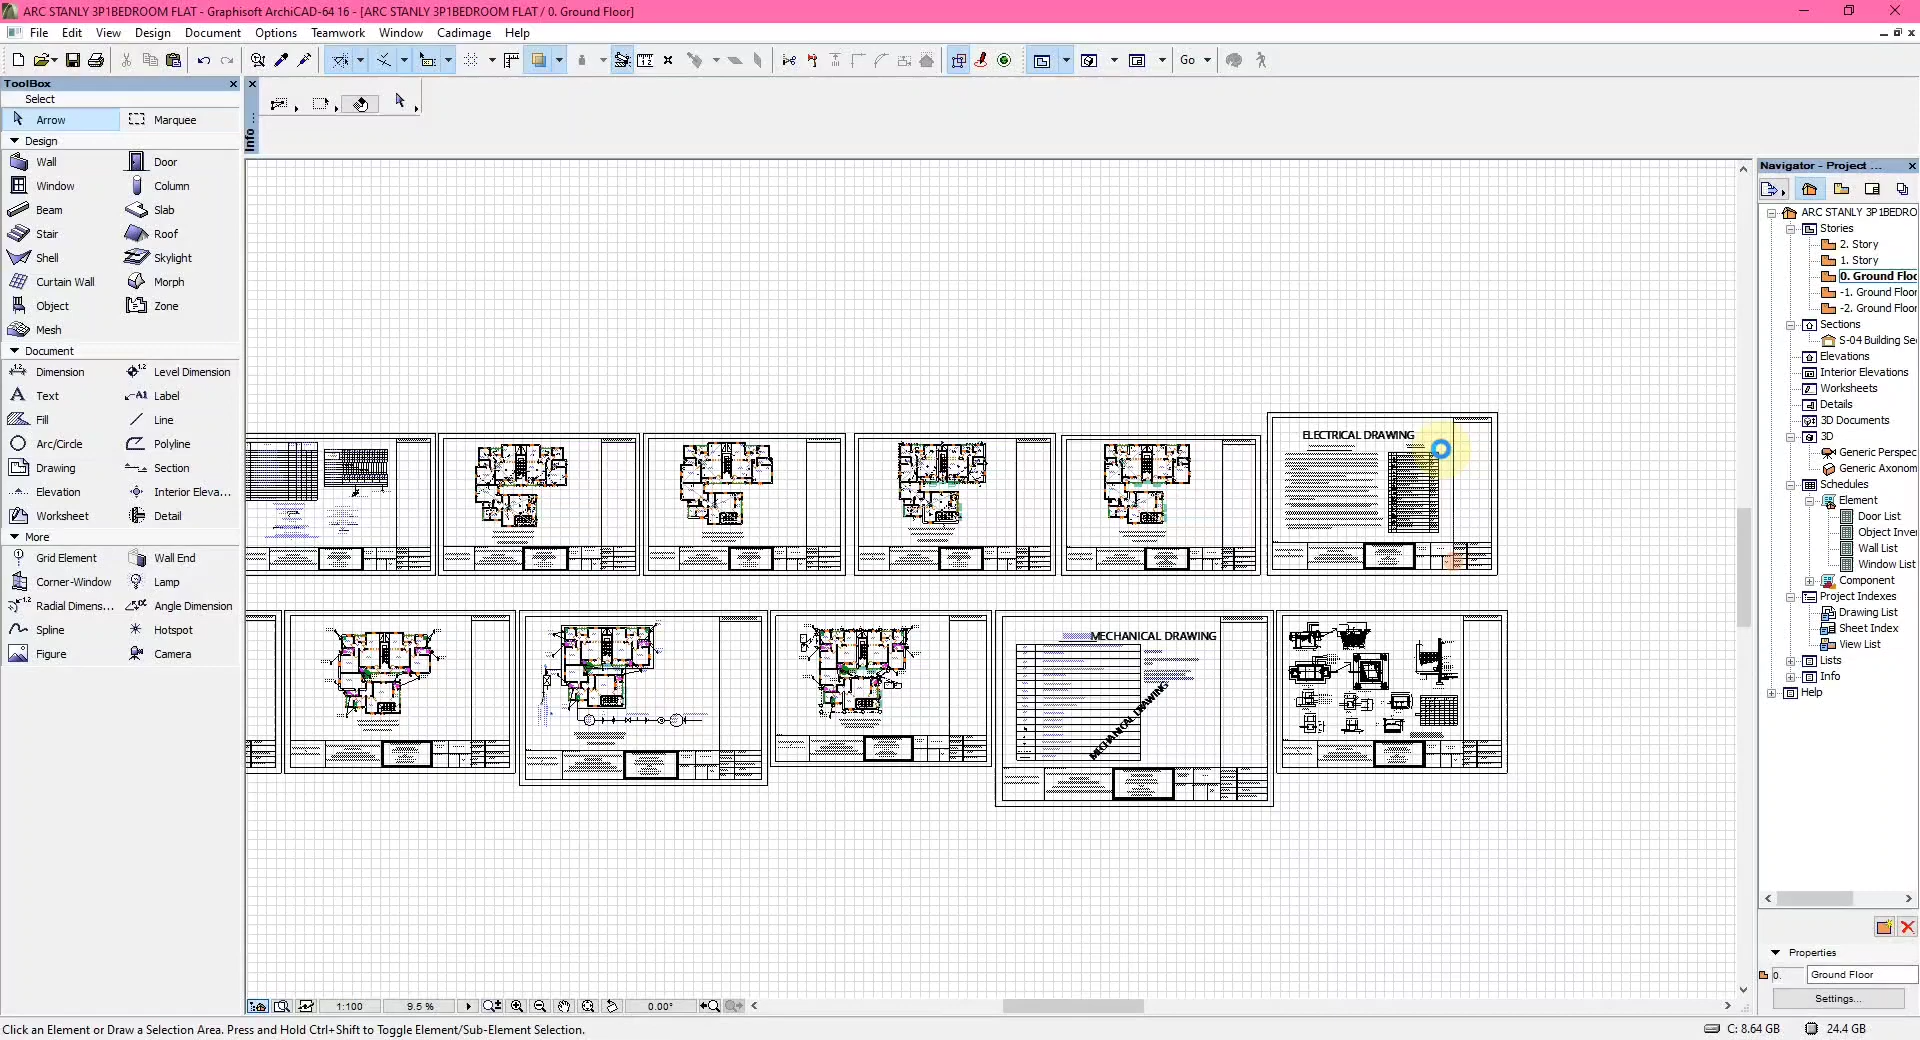 ARC STANLY 3P1BEDROOM FLAT - Graphisoft ArchiCAD-64 16 - [ARC STANLY 3P1BEDROOM FLAT / 0. Ground Floor]
File Edit View Design Document Options Teamwork Window Cadimage Help
Go
ToolBox
Select
Arrow Marquee
Design
Wall Door
Window Column
Beam Slab
Stair Roof
Shell Skylight
Curtain Wall Morph
Object Zone
Mesh
Document
Dimension Level Dimension
Text Label
Fill Line
Arc/Circle Polyline
Drawing Section
Elevation Interior Eleva...
Worksheet Detail
More
Grid Element Wall End
Corner-Window Lamp
Radial Dimens... Angle Dimension
Spline Hotspot
Figure Camera
Info ...
ELECTRICAL DRAWING
MECHANICAL DRAWING
MECHANICAL DRAWING
Navigator - Project ...
ARC STANLY 3P1BEDRO
Stories
2. Story
1. Story
0. Ground Floo
-1. Ground Floor
-2. Ground Floor
Sections
S-04 Building Se
Elevations
Interior Elevations
Worksheets
Details
3D Documents
3D
Generic Perspec
Generic Axonom
Schedules
Element
Door List
Object Inve
Wall List
Window List
Component
Project Indexes
Drawing List
Sheet Index
View List
Lists
Info
Help
Properties
0. Ground Floor
Settings...
1:100 9.5 % 0.00°
Click an Element or Draw a Selection Area. Press and Hold Ctrl+Shift to Toggle Element/Sub-Element Selection.
C: 8.64 GB 24.4 GB